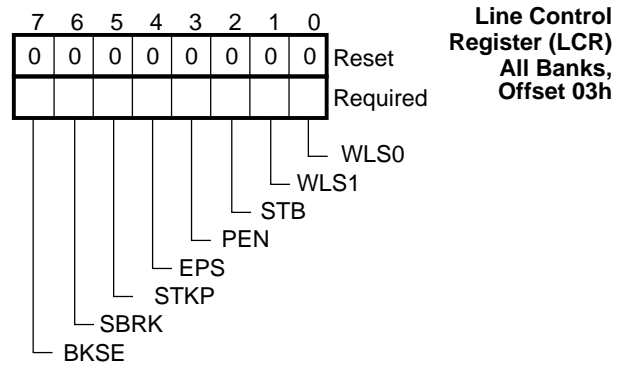 7 6 5 4 3 2 1 0
0 0 0 0 0 0 0 0 Reset
Required
Line Control
Register (LCR)
All Banks,
Offset 03h
WLS0
WLS1
STB
PEN
EPS
STKP
SBRK
BKSE